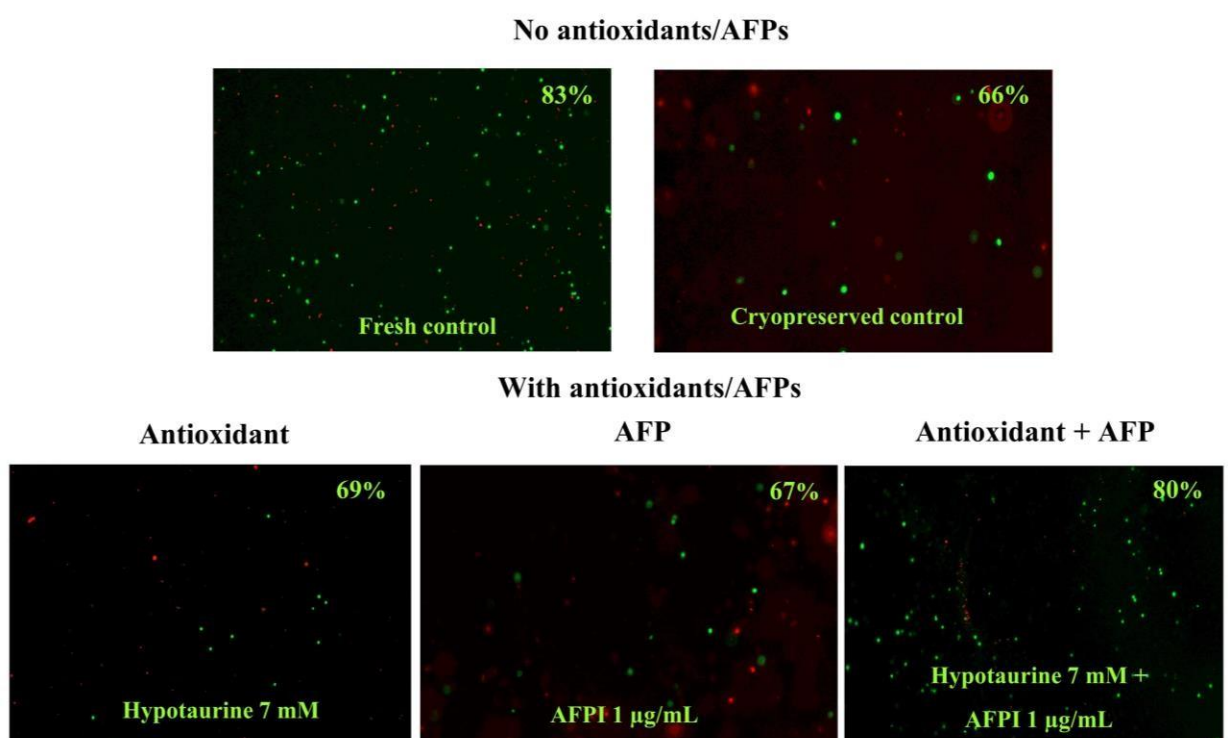 No antioxidants/AFPs
83%
66%
Fresh control
Cryopreserved control
With antioxidants/AFPs
Antioxidant
AFP
Antioxidant + AFP
69%
67%
80%
Hypotaurine 7 mM
AFPI 1 µg/mL
Hypotaurine 7 mM +
AFPI 1 µg/mL